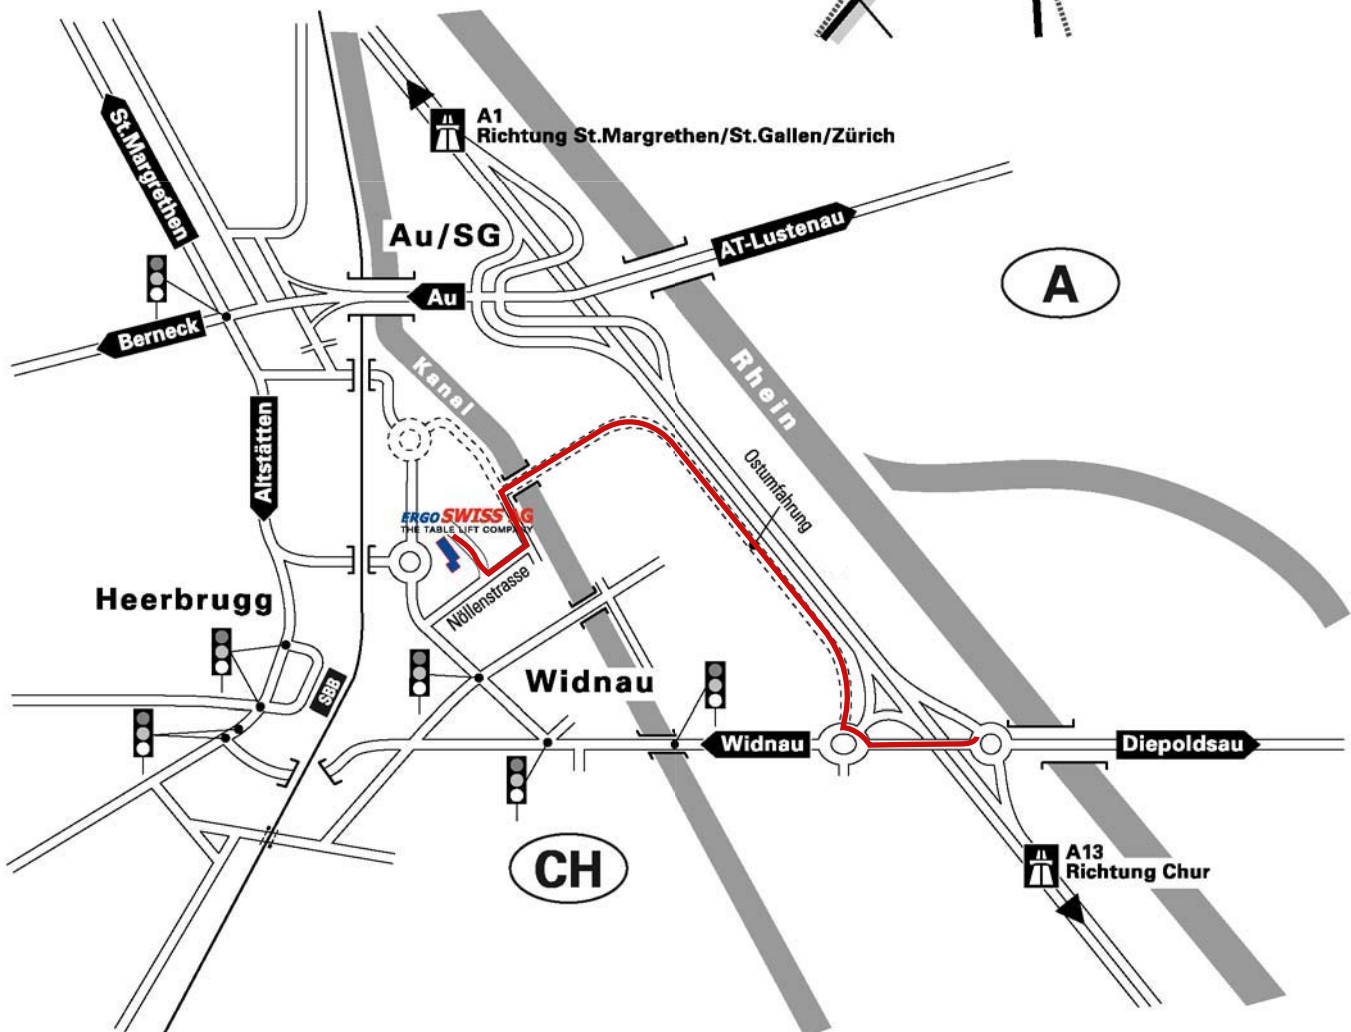 A1
Richtung St.Margrethen/St.Gallen/Zürich
St.Margrethen
Au/SG
AT-Lustenau
A
Au
Berneck
Kanal
Rhein
Altstätten
Ostumfahrung
ERGO SWISS AG
THE TABLE LIFT COMPANY
Nöllenstrasse
Heerbrugg
Widnau
SBB
Widnau
Diepoldsau
CH
A13
Richtung Chur